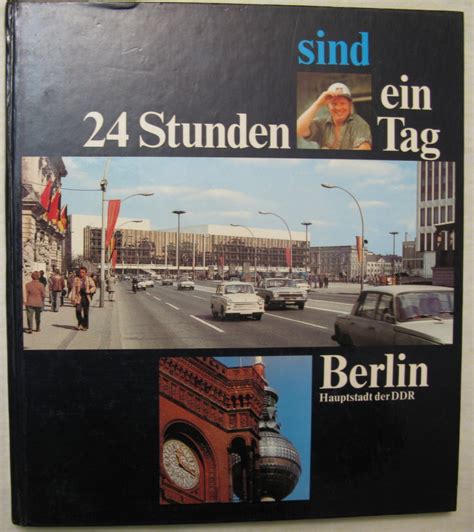 sind
ein
24 Stunden Tag
Berlin
Hauptstadt der DDR